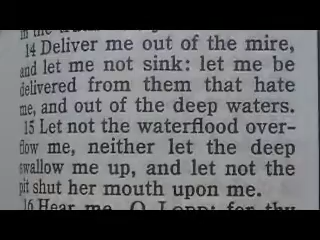 in the
14 Deliver me out of the mire,
and let me not sink: let me be
delivered from them that hate
me, and out of the deep waters.
15 Let not the waterflood over-
flow me, neither let the deep
swallow me up, and let not the
pit shut her mouth upon me.
16 Hear me, O LORD; for thy